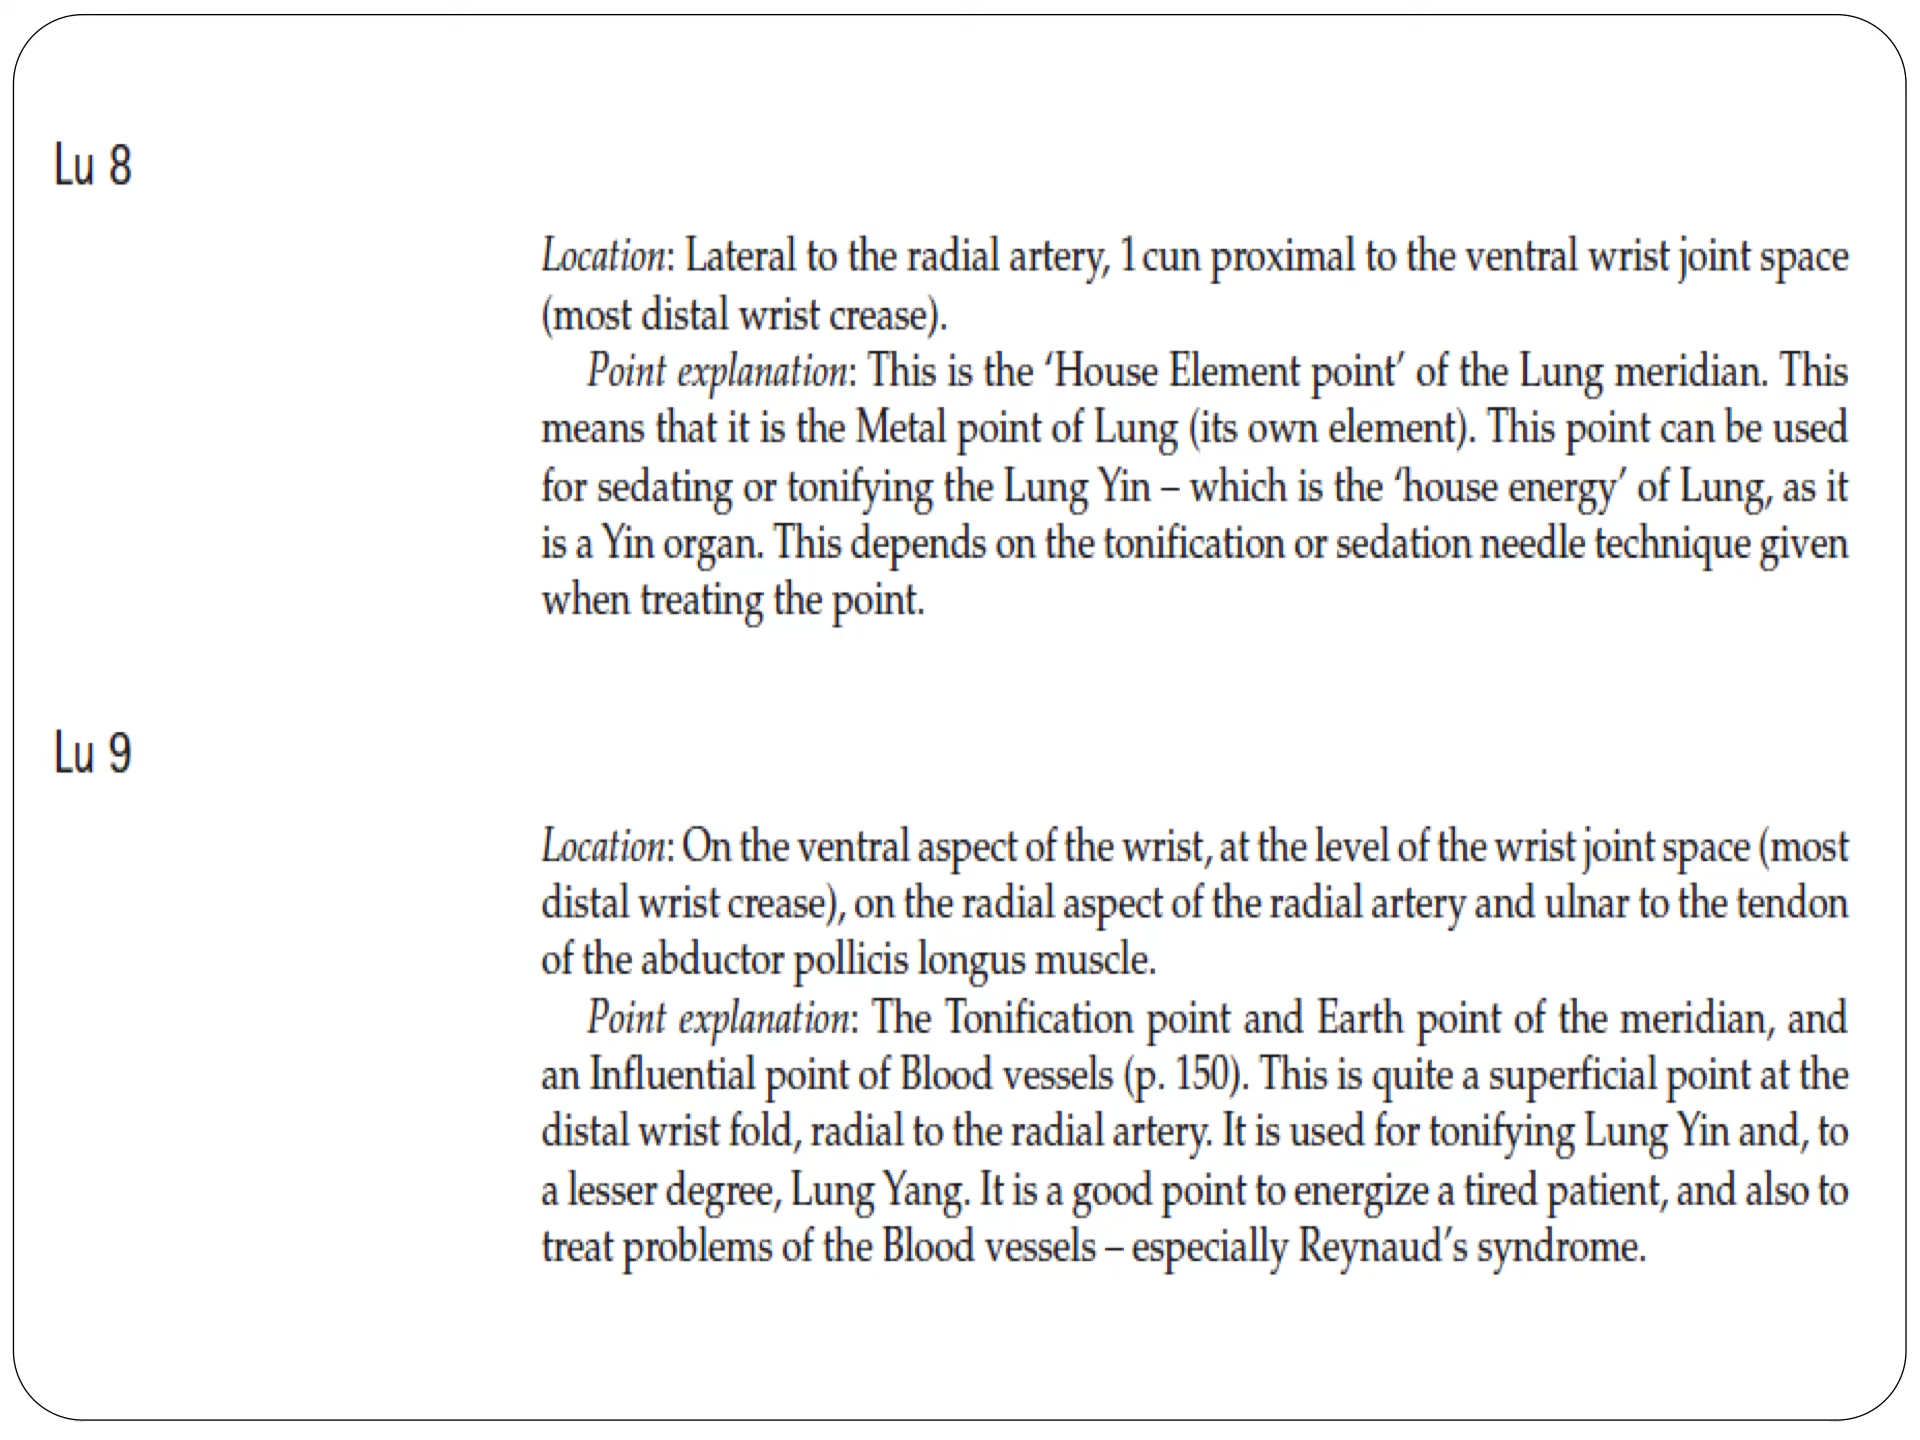 Lu 8
Location: Lateral to the radial artery, 1 cun proximal to the ventral wrist joint space
(most distal wrist crease).
Point explanation: This is the ‘House Element point’ of the Lung meridian. This
means that it is the Metal point of Lung (its own element). This point can be used
for sedating or tonifying the Lung Yin – which is the ‘house energy’ of Lung, as it
is a Yin organ. This depends on the tonification or sedation needle technique given
when treating the point.
Lu 9
Location: On the ventral aspect of the wrist, at the level of the wrist joint space (most
distal wrist crease), on the radial aspect of the radial artery and ulnar to the tendon
of the abductor pollicis longus muscle.
Point explanation: The Tonification point and Earth point of the meridian, and
an Influential point of Blood vessels (p. 150). This is quite a superficial point at the
distal wrist fold, radial to the radial artery. It is used for tonifying Lung Yin and, to
a lesser degree, Lung Yang. It is a good point to energize a tired patient, and also to
treat problems of the Blood vessels – especially Reynaud’s syndrome.